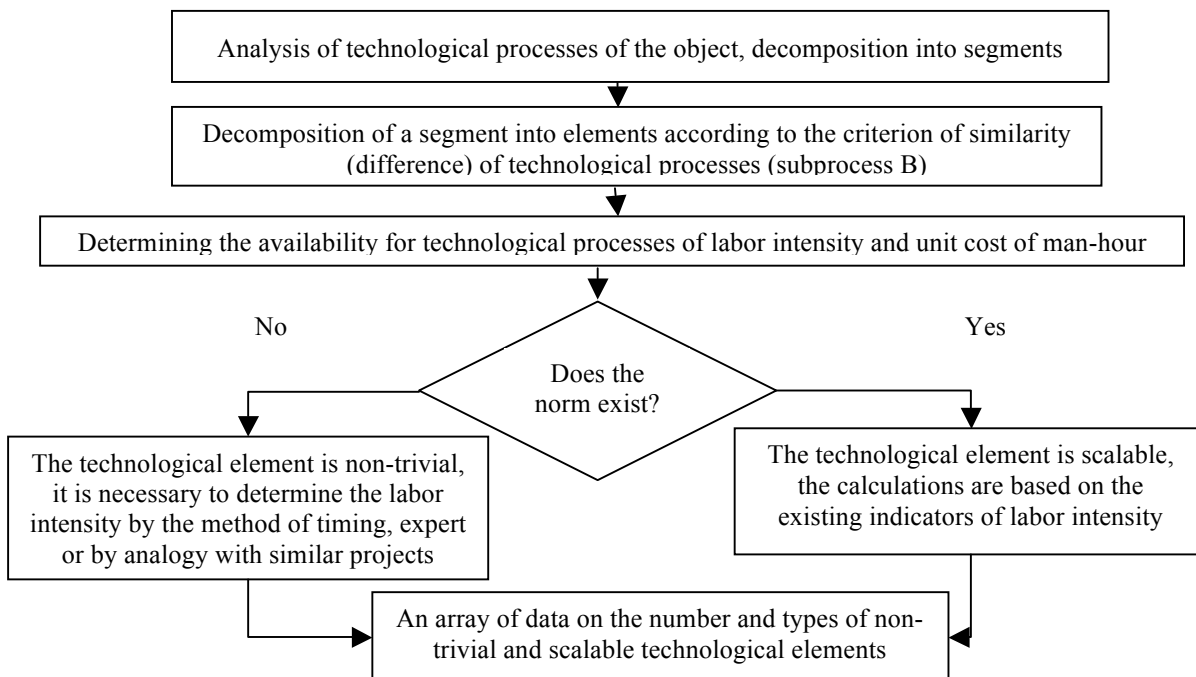 Analysis of technological processes of the object, decomposition into segments
Decomposition of a segment into elements according to the criterion of similarity
(difference) of technological processes (subprocess B)
Determining the availability for technological processes of labor intensity and unit cost of man-hour
No
Yes
Does the
norm exist?
The technological element is non-trivial,
it is necessary to determine the labor
intensity by the method of timing, expert
or by analogy with similar projects
The technological element is scalable,
the calculations are based on the
existing indicators of labor intensity
An array of data on the number and types of non-
trivial and scalable technological elements